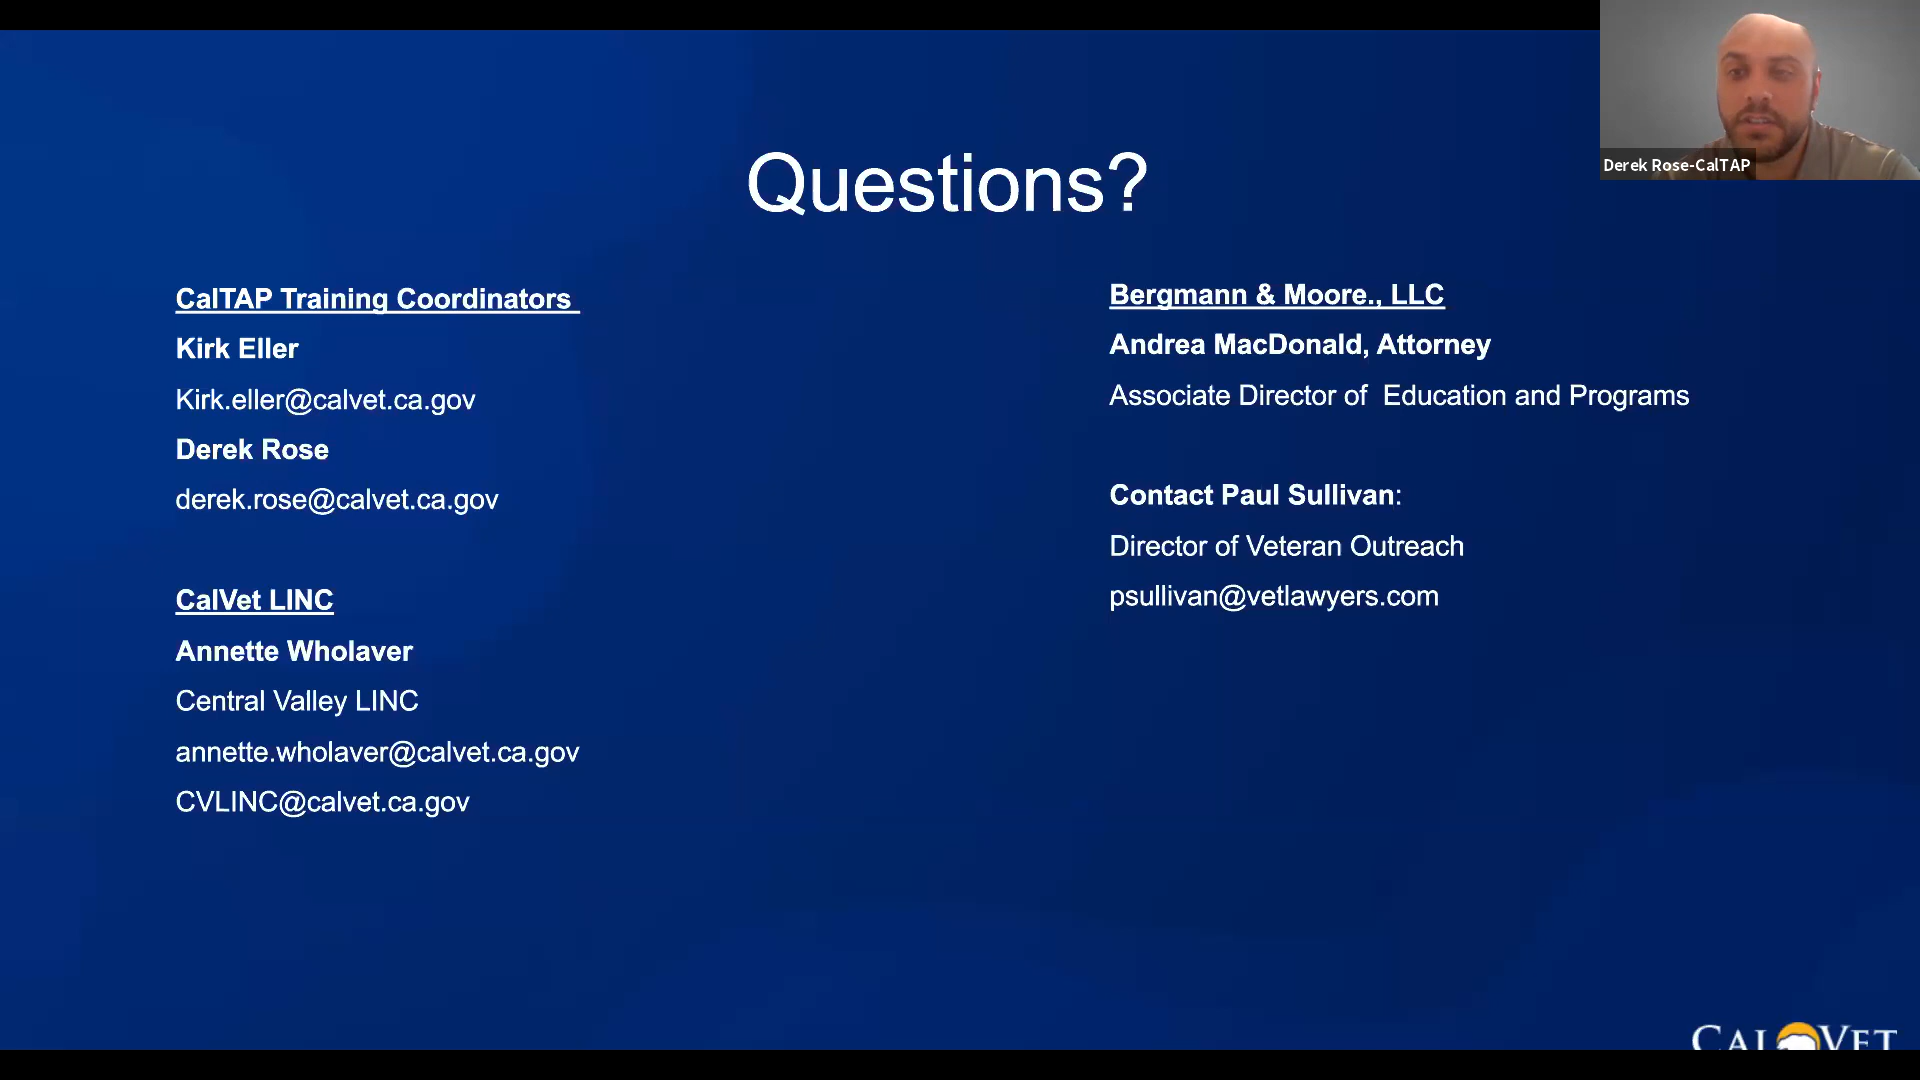 Questions?
CalTAP Training Coordinators
Kirk Eller
Kirk.eller@calvet.ca.gov
Derek Rose
derek.rose@calvet.ca.gov
CalVet LINC
Annette Wholaver
Central Valley LINC
annette.wholaver@calvet.ca.gov
CVLINC@calvet.ca.gov
Bergmann & Moore., LLC
Andrea MacDonald, Attorney
Associate Director of  Education and Programs
Contact Paul Sullivan:
Director of Veteran Outreach
psullivan@vetlawyers.com
Derek Rose-CalTAP
CALVET